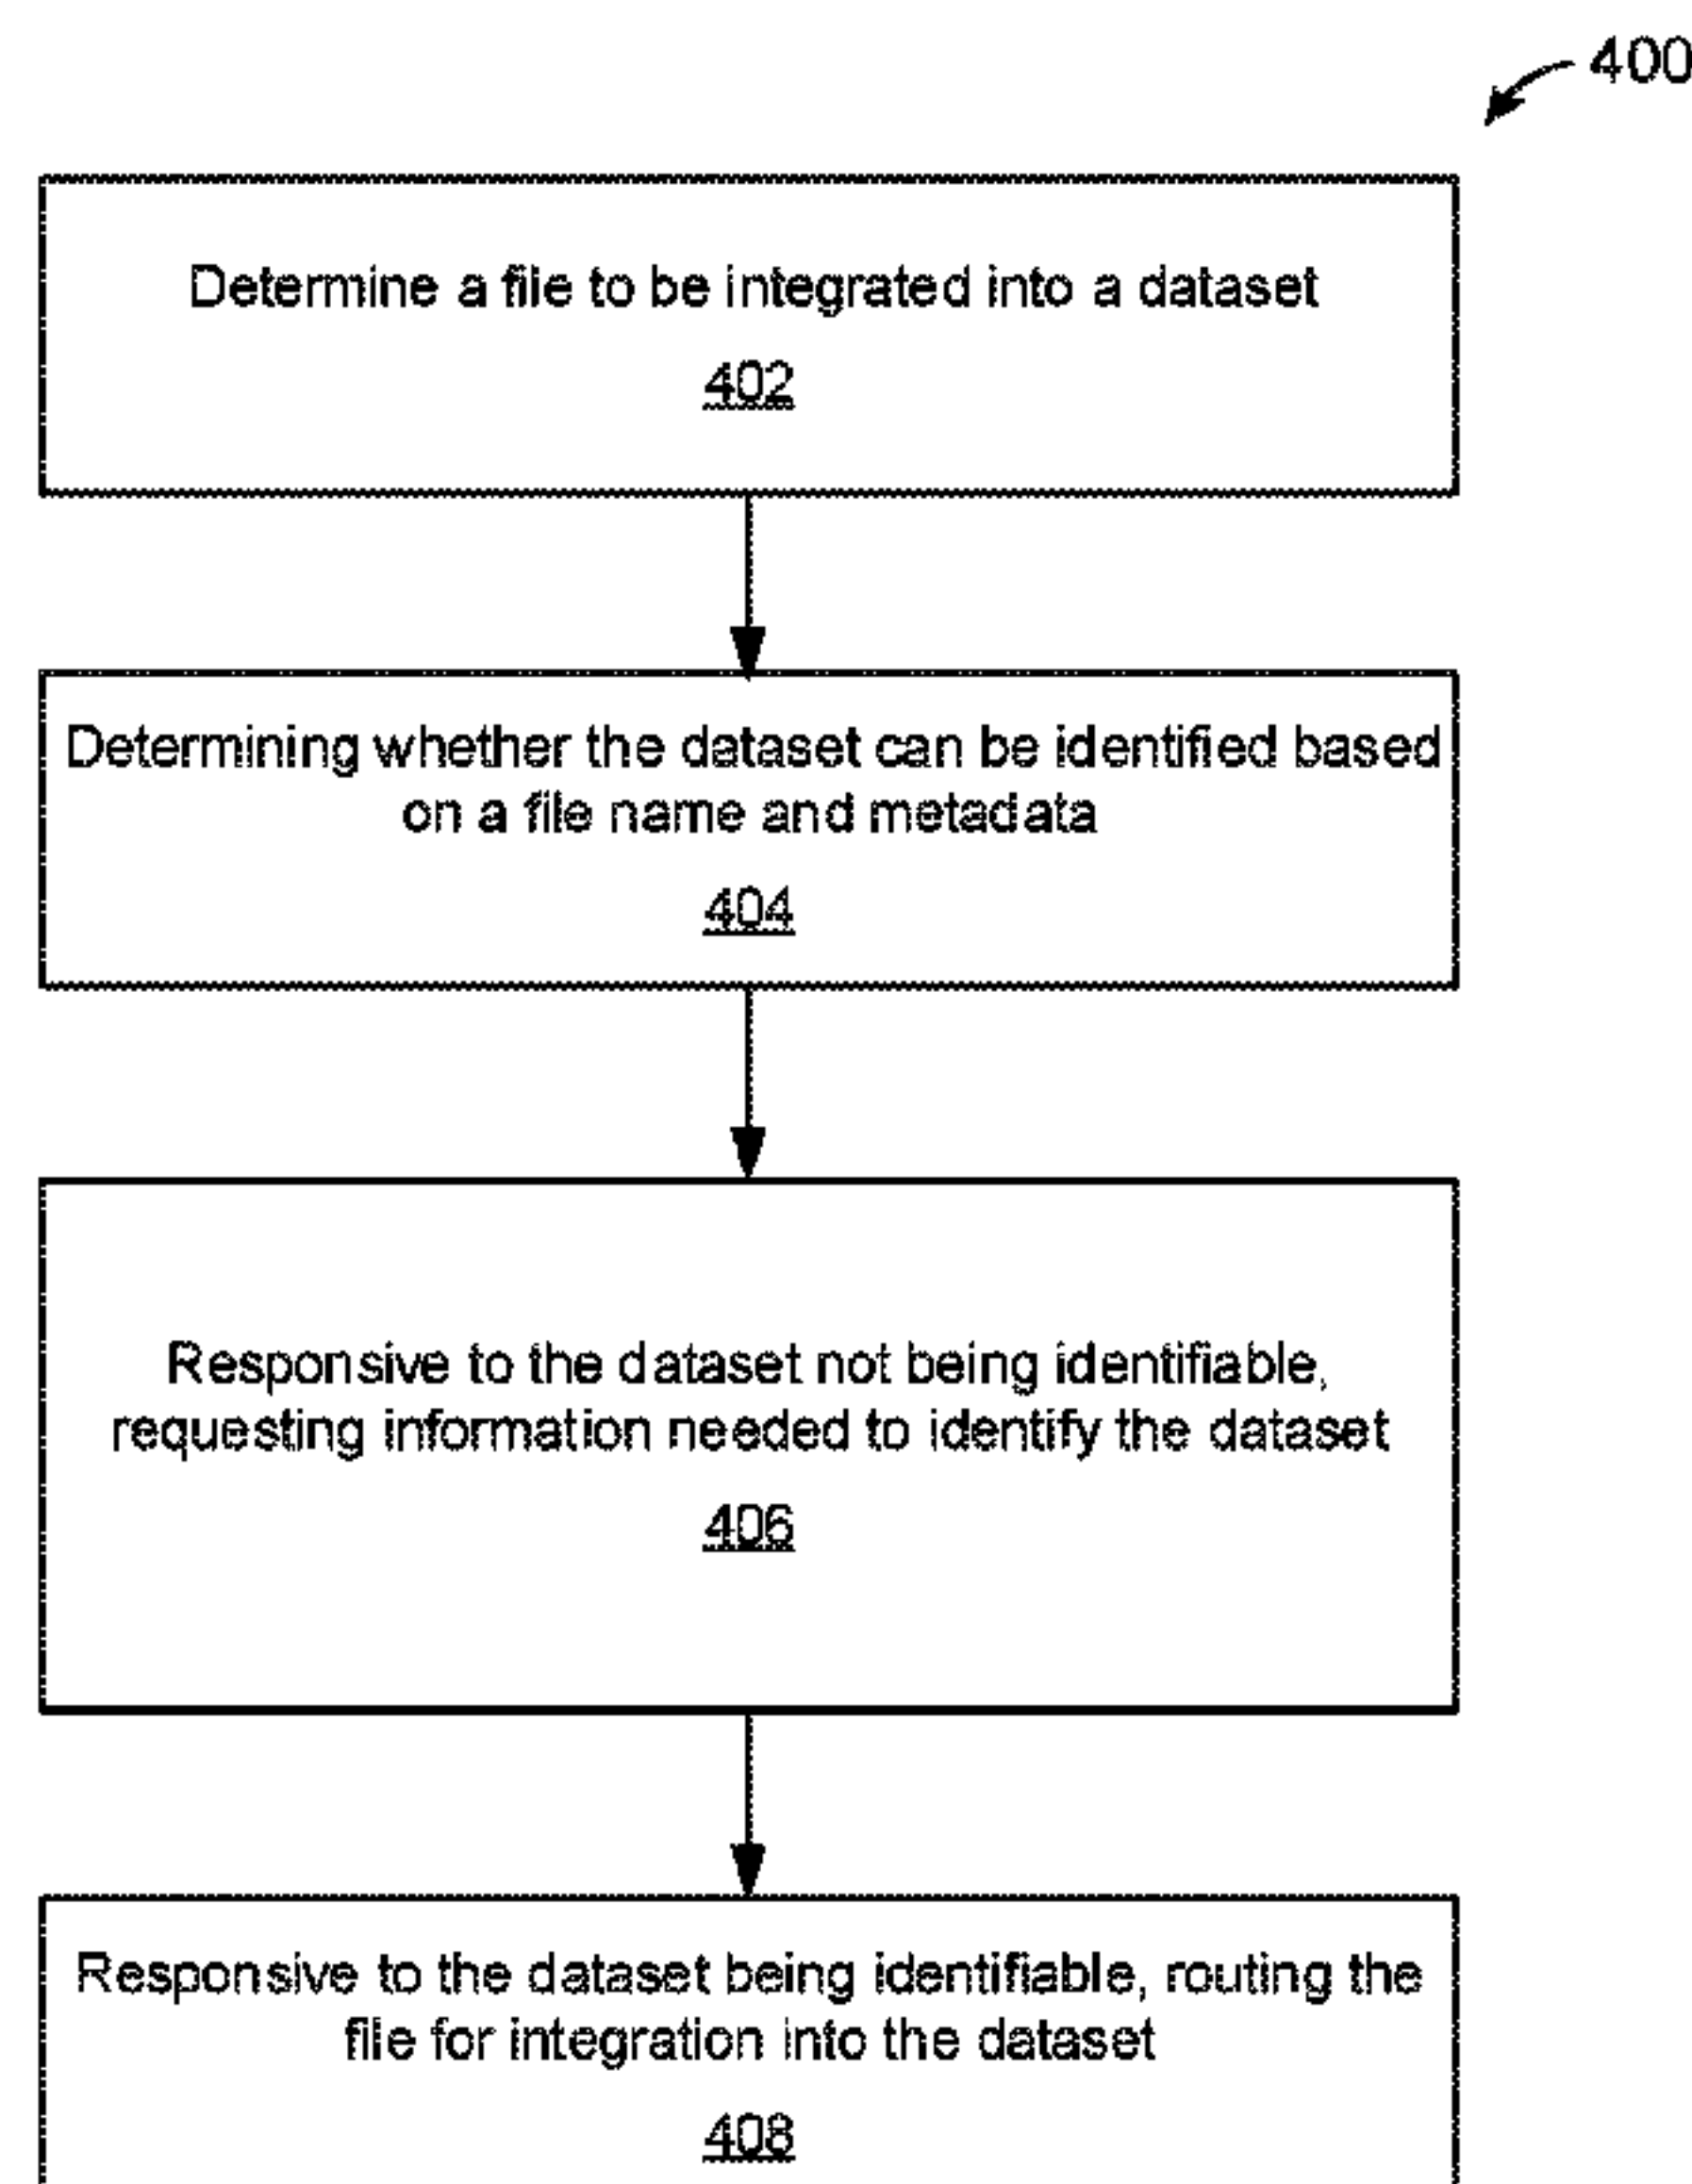 400
Determine a file to be integrated into a dataset
402
Determining whether the dataset can be identified based
on a file name and metadata
404
Responsive to the dataset not being identifiable,
requesting information needed to identify the dataset
406
Responsive to the dataset being identifiable, routing the
file for integration into the dataset
408